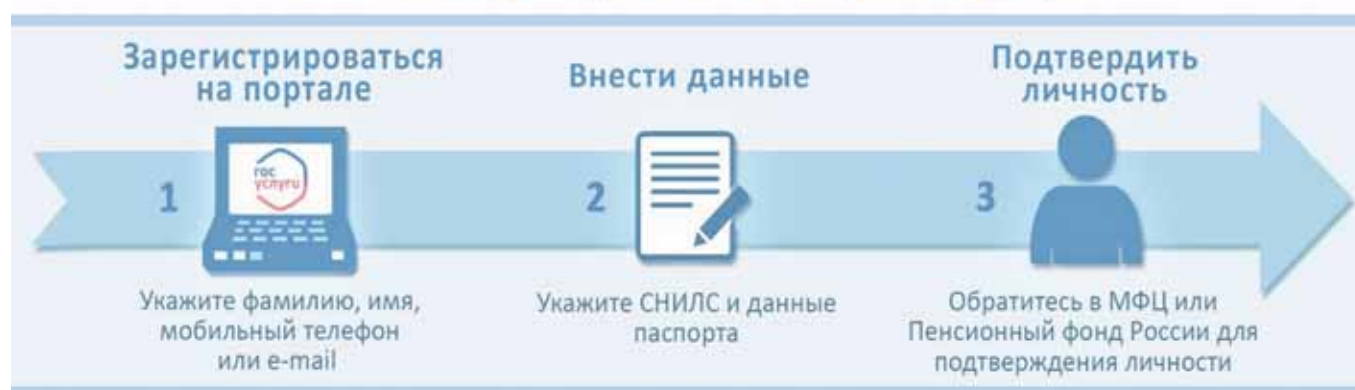 Зарегистрироваться
на портале
Внести данные
Подтвердить
личность
1
гос
услуги
2
3
Укажите фамилию, имя,
мобильный телефон
или e-mail
Укажите СНИЛС и данные
паспорта
Обратитесь в МФЦ или
Пенсионный фонд России для
подтверждения личности